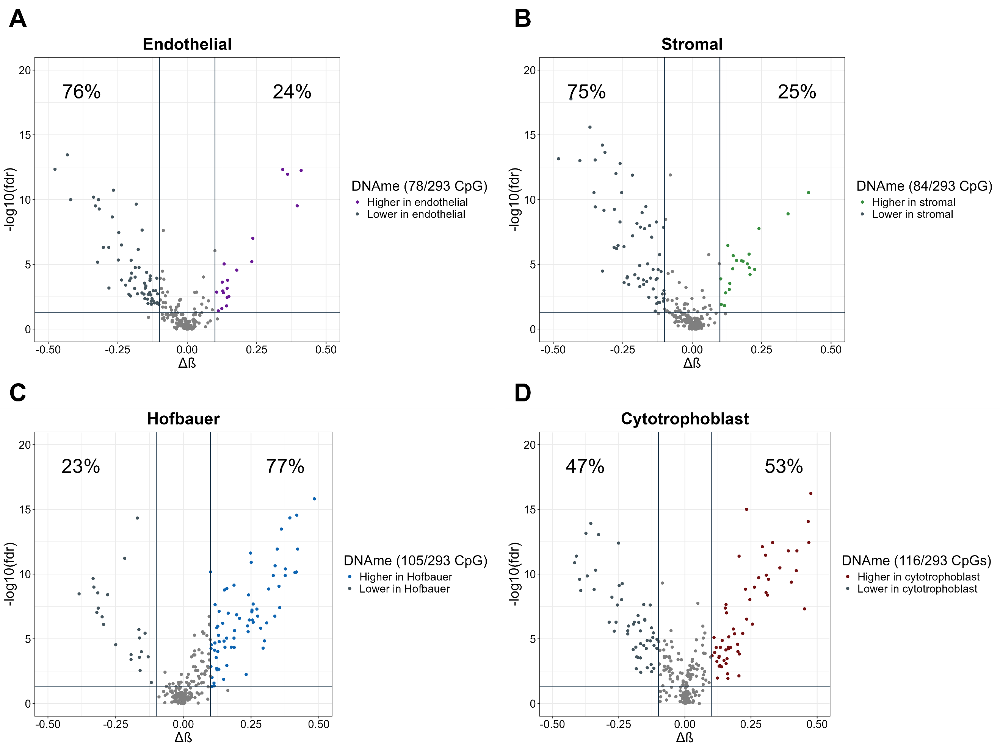 A
Endothelial
76%
24%
20
15
10
5
0
-log10(fdr)
-0.50
-0.25
0.00
0.25
0.50
Δß
DNAme (78/293 CpG)
Higher in endothelial
Lower in endothelial
B
Stromal
75%
25%
20
15
10
5
0
-log10(fdr)
-0.50
-0.25
0.00
0.25
0.50
Δß
DNAme (84/293 CpG)
Higher in stromal
Lower in stromal
C
Hofbauer
23%
77%
20
15
10
5
0
-log10(fdr)
-0.50
-0.25
0.00
0.25
0.50
Δß
DNAme (105/293 CpG)
Higher in Hofbauer
Lower in Hofbauer
D
Cytotrophoblast
47%
53%
20
15
10
5
0
-log10(fdr)
-0.50
-0.25
0.00
0.25
0.50
Δß
DNAme (116/293 CpGs)
Higher in cytotrophoblast
Lower in cytotrophoblast